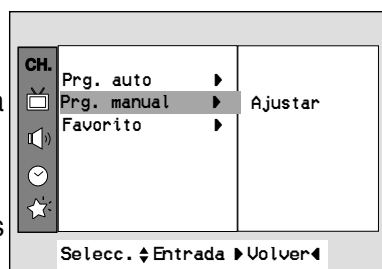 CH.
Prg. auto ▶
a Prg. manual ▶ Ajustar
Favorito ▶
s
Selecc. ♦ Entrada ▶ Volver ◀